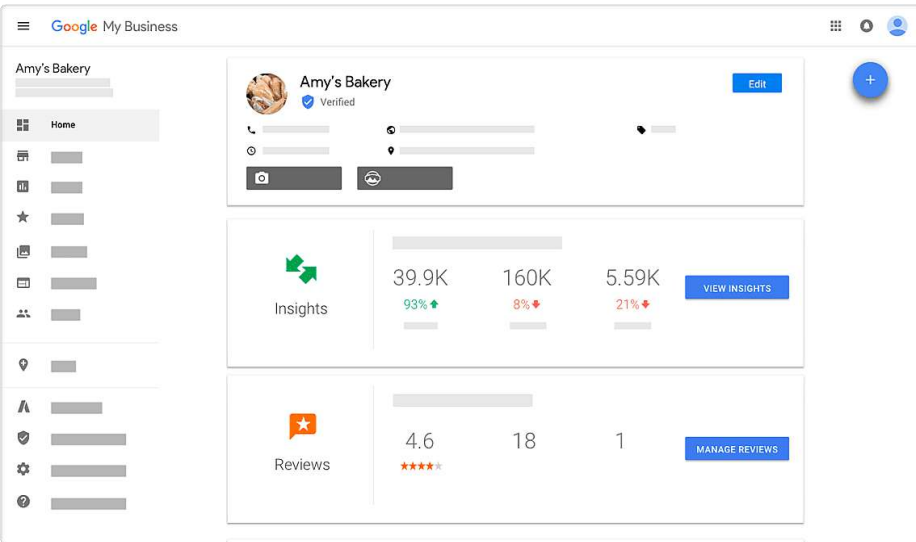 Google My Business
Amy's Bakery
Home
Amy's Bakery
Verified
Edit
+
Insights
39.9K 160K 5.59K
93% 8% 21%
VIEW INSIGHTS
Reviews
4.6 18 1
MANAGE REVIEWS